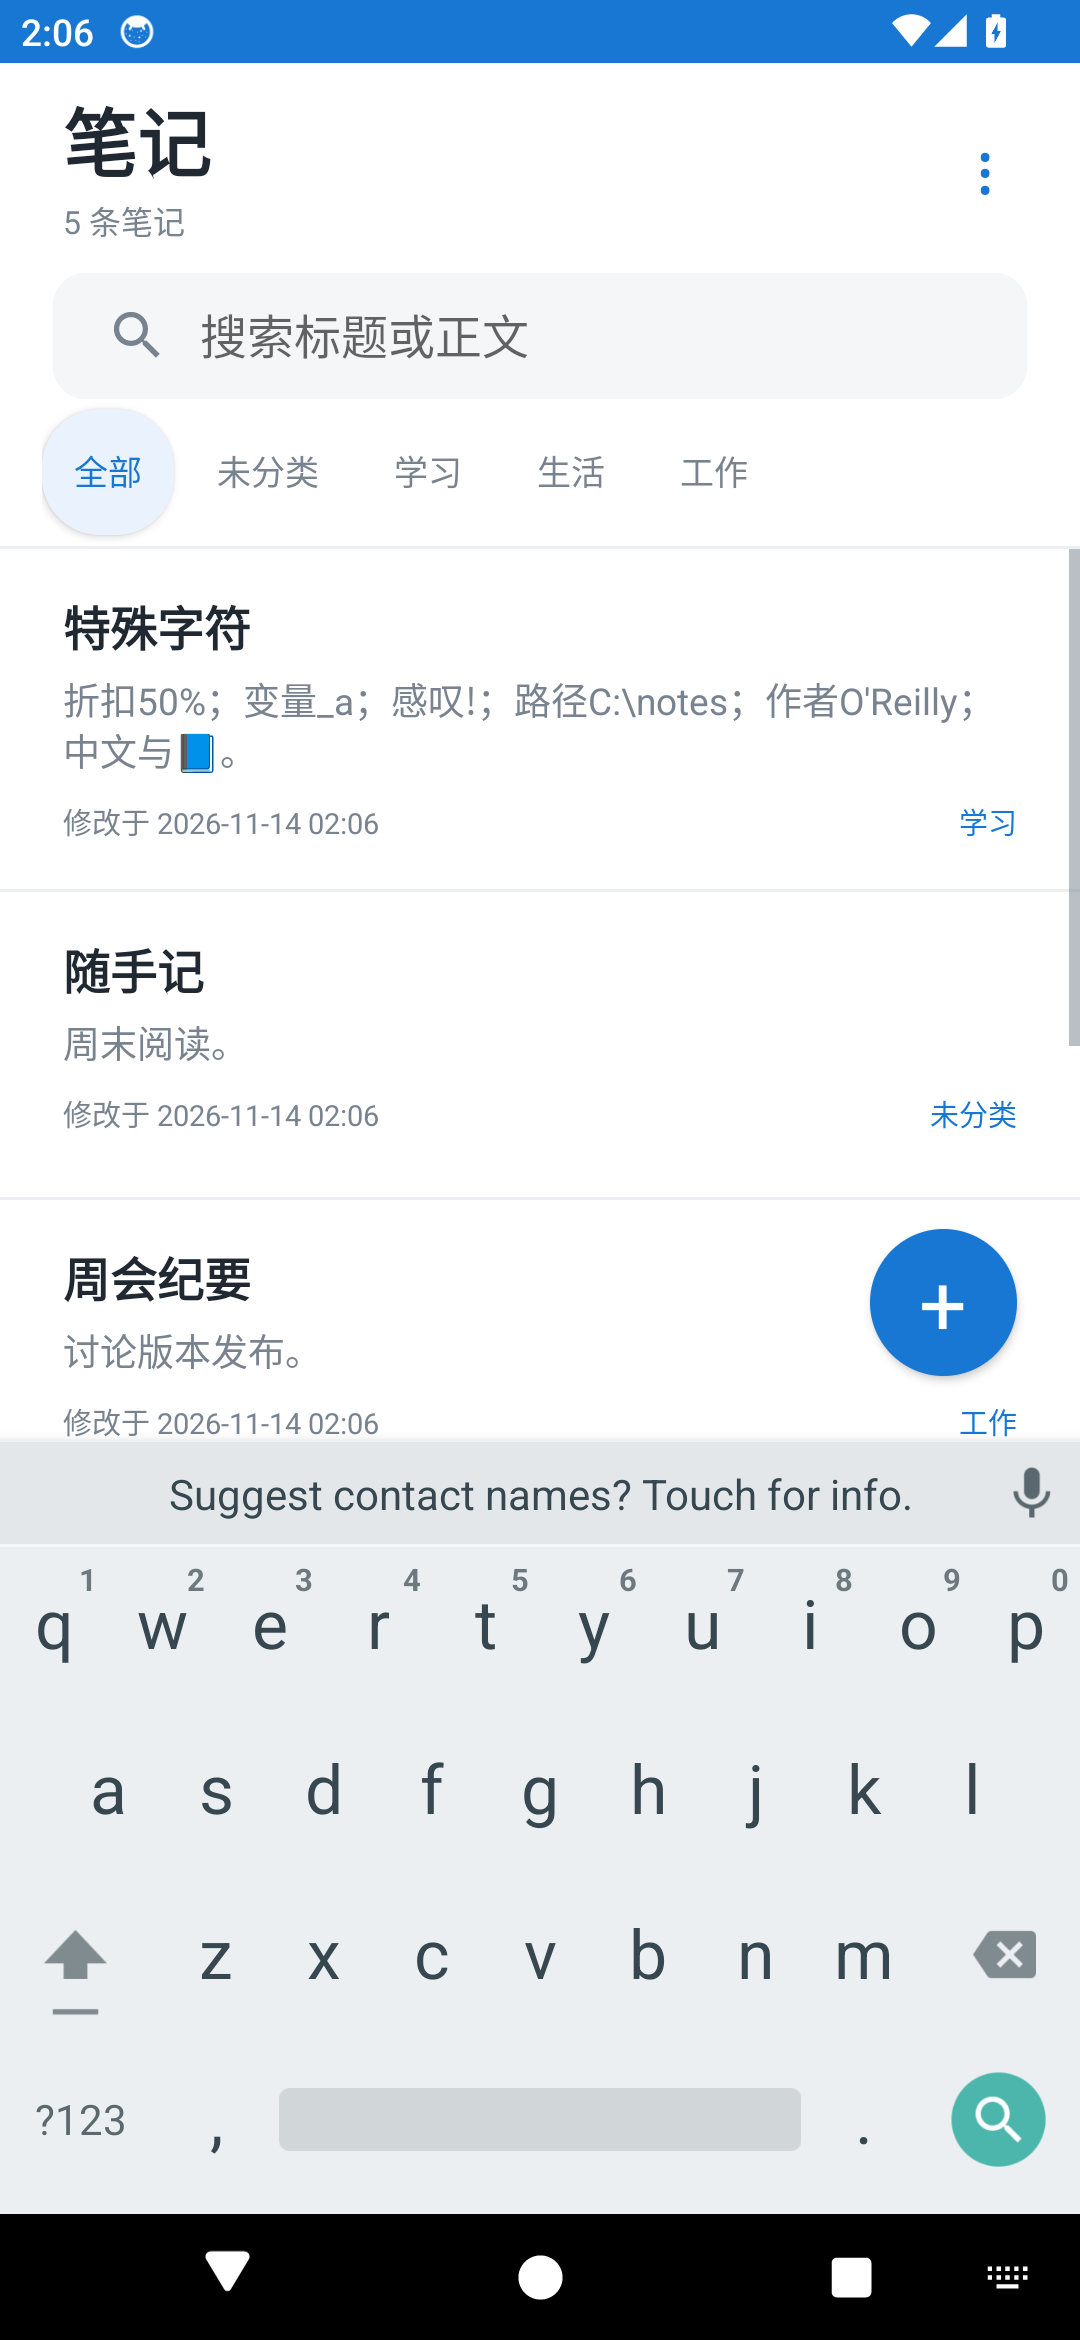 2:06
笔记
5 条笔记
搜索标题或正文
全部 未分类 学习 生活 工作
特殊字符
折扣50%；变量_a；感叹!；路径C:\notes；作者O'Reilly；
中文与📘。
修改于 2026-11-14 02:06 学习
随手记
周末阅读。
修改于 2026-11-14 02:06 未分类
周会纪要
讨论版本发布。
修改于 2026-11-14 02:06 工作
+
Suggest contact names? Touch for info.
1 2 3 4 5 6 7 8 9 0
q w e r t y u i o p
a s d f g h j k l
z x c v b n m
?123 , .